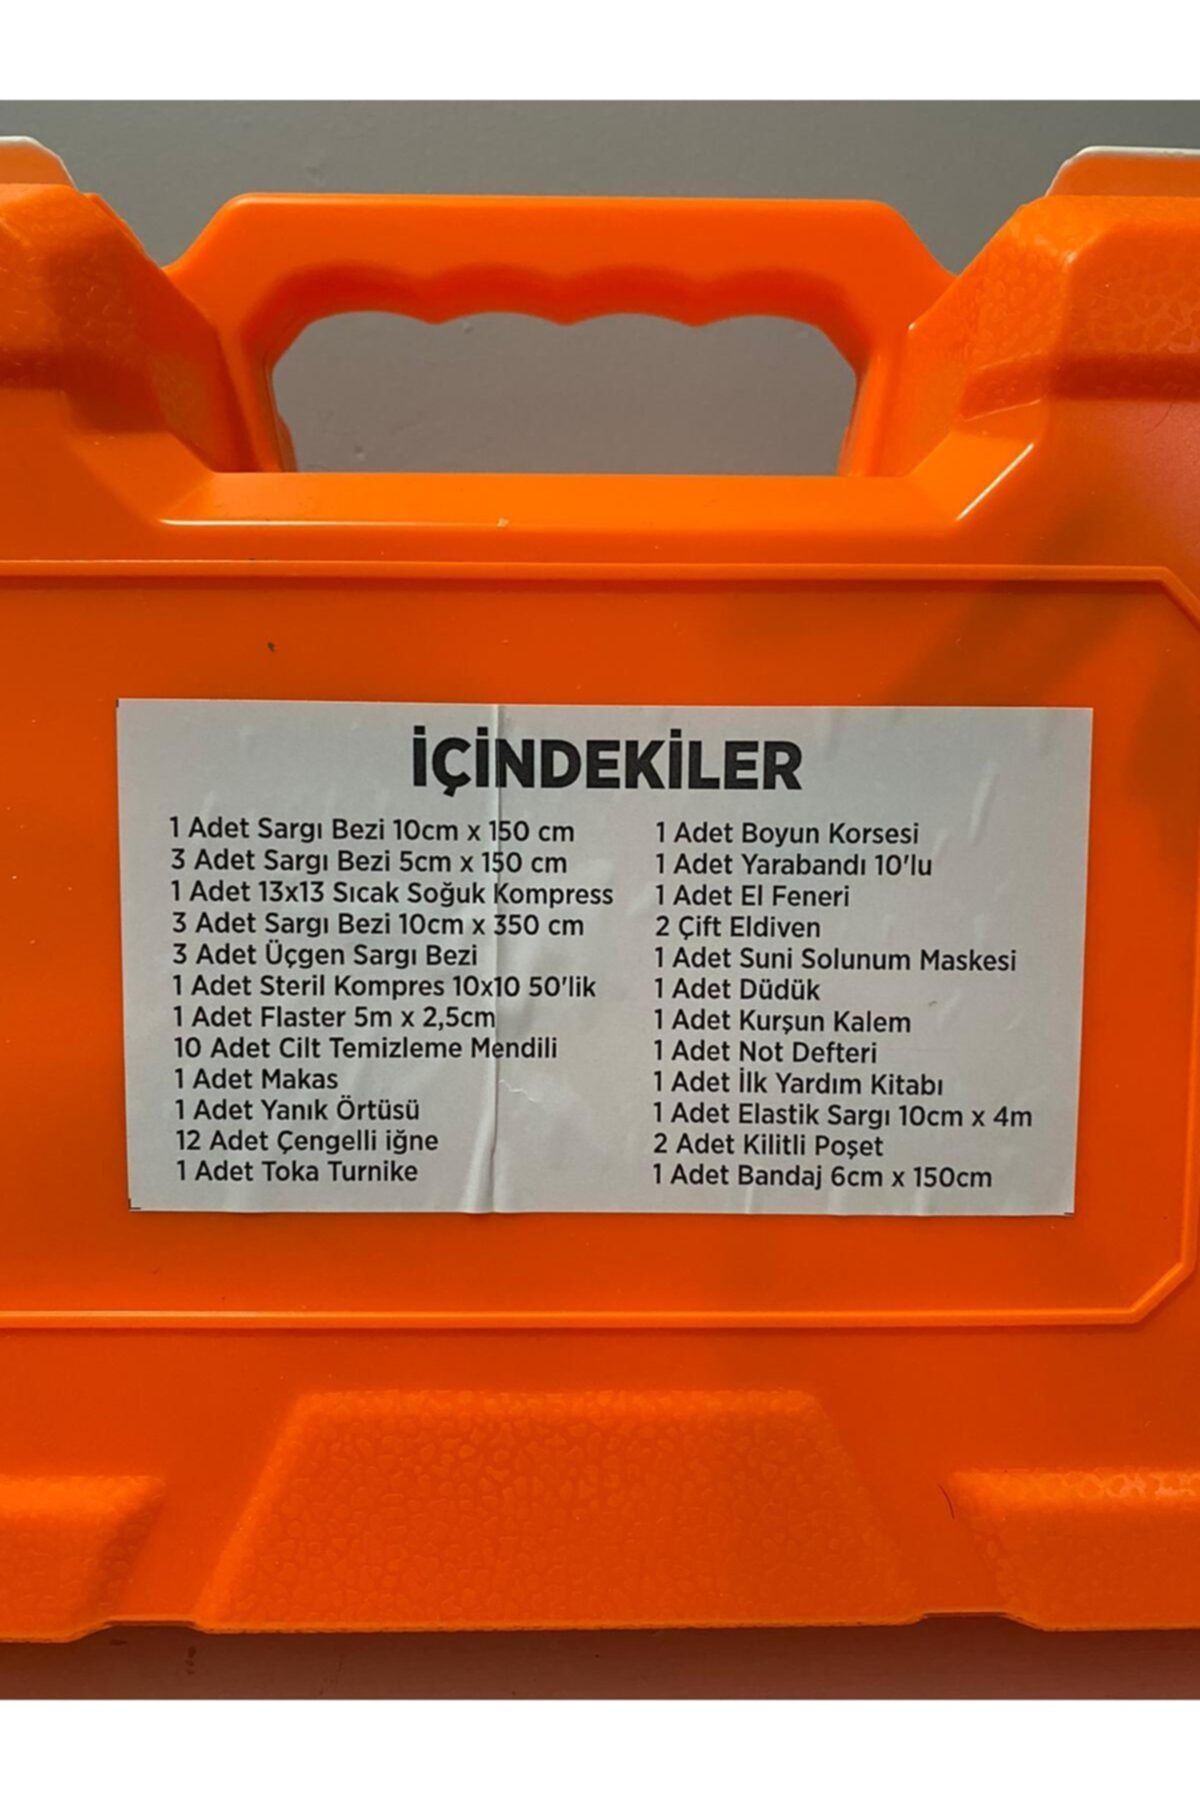 İÇİNDEKİLER
1 Adet Sargı Bezi 10cm x 150 cm
3 Adet Sargı Bezi 5cm x 150 cm
1 Adet 13x13 Sıcak Soğuk Kompress
3 Adet Sargı Bezi 10cm x 350 cm
3 Adet Üçgen Sargı Bezi
1 Adet Steril Kompres 10x10 50'lik
1 Adet Flaster 5m x 2,5cm
10 Adet Cilt Temizleme Mendili
1 Adet Makas
1 Adet Yanık Örtüsü
12 Adet Çengelli iğne
1 Adet Toka Turnike
1 Adet Boyun Korsesi
1 Adet Yarabandı 10'lu
1 Adet El Feneri
2 Çift Eldiven
1 Adet Suni Solunum Maskesi
1 Adet Düdük
1 Adet Kurşun Kalem
1 Adet Not Defteri
1 Adet İlk Yardım Kitabı
1 Adet Elastik Sargı 10cm x 4m
2 Adet Kilitli Poşet
1 Adet Bandaj 6cm x 150cm